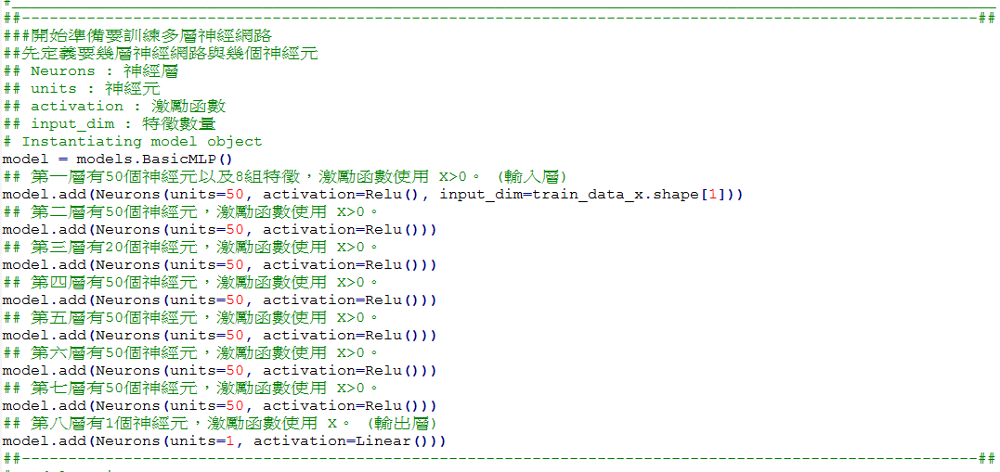 #______________________________________________________________________________________________________________
##-------------------------------------------------------------------------------------------------------##
###開始準備要訓練多層神經網路
##先定義要幾層神經網路與幾個神經元
## Neurons : 神經層
## units : 神經元
## activation : 激勵函數
## input_dim : 特徵數量
# Instantiating model object
model = models.BasicMLP()
## 第一層有50個神經元以及8組特徵，激勵函數使用 X>0。 (輸入層)
model.add(Neurons(units=50, activation=Relu(), input_dim=train_data_x.shape[1]))
## 第二層有50個神經元，激勵函數使用 X>0。
model.add(Neurons(units=50, activation=Relu()))
## 第三層有20個神經元，激勵函數使用 X>0。
model.add(Neurons(units=50, activation=Relu()))
## 第四層有50個神經元，激勵函數使用 X>0。
model.add(Neurons(units=50, activation=Relu()))
## 第五層有50個神經元，激勵函數使用 X>0。
model.add(Neurons(units=50, activation=Relu()))
## 第六層有50個神經元，激勵函數使用 X>0。
model.add(Neurons(units=50, activation=Relu()))
## 第七層有50個神經元，激勵函數使用 X>0。
model.add(Neurons(units=50, activation=Relu()))
## 第八層有1個神經元，激勵函數使用 X。 (輸出層)
model.add(Neurons(units=1, activation=Linear()))
##-------------------------------------------------------------------------------------------------------##